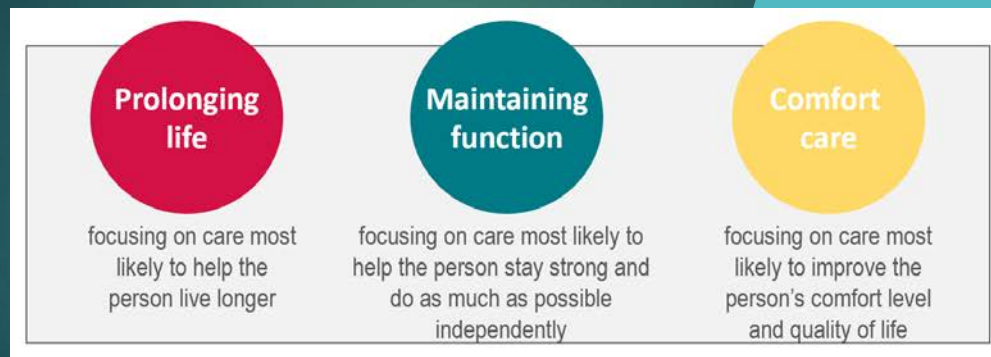 Prolonging
life
focusing on care most
likely to help the
person live longer
Maintaining
function
focusing on care most likely to
help the person stay strong and
do as much as possible
independently
Comfort
care
focusing on care most
likely to improve the
person's comfort level
and quality of life